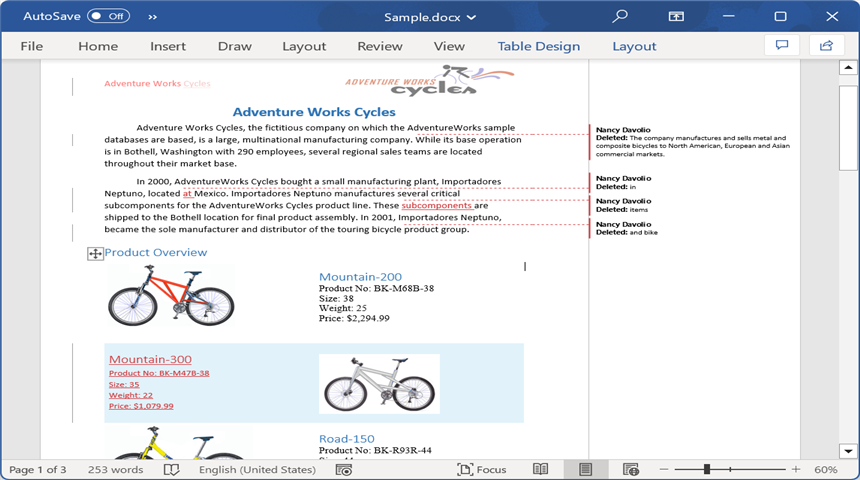 AutoSave Off »
Sample.docx
File Home Insert Draw Layout Review View Table Design Layout
Adventure Works Cycles
ADVENTURE WORKS
cycles
Adventure Works Cycles
Adventure Works Cycles, the fictitious company on which the AdventureWorks sample
databases are based, is a large, multinational manufacturing company. While its base operation
is in Bothell, Washington with 290 employees, several regional sales teams are located
throughout their market base.
In 2000, AdventureWorks Cycles bought a small manufacturing plant, Importadores
Neptuno, located at Mexico. Importadores Neptuno manufactures several critical
subcomponents for the AdventureWorks Cycles product line. These subcomponents are
shipped to the Bothell location for final product assembly. In 2001, Importadores Neptuno,
became the sole manufacturer and distributor of the touring bicycle product group.
Nancy Davolio
Deleted: The company manufactures and sells metal and
composite bicycles to North American, European and Asian
commercial markets.
Nancy Davolio
Deleted: in
Nancy Davolio
Deleted: items
Nancy Davolio
Deleted: and bike
Product Overview
Mountain-200
Product No: BK-M68B-38
Size: 38
Weight: 25
Price: $2,294.99
Mountain-300
Product No: BK-M47B-38
Size: 35
Weight: 22
Price: $1,079.99
Road-150
Product No: BK-R93R-44
Page 1 of 3 253 words English (United States) Focus 60%